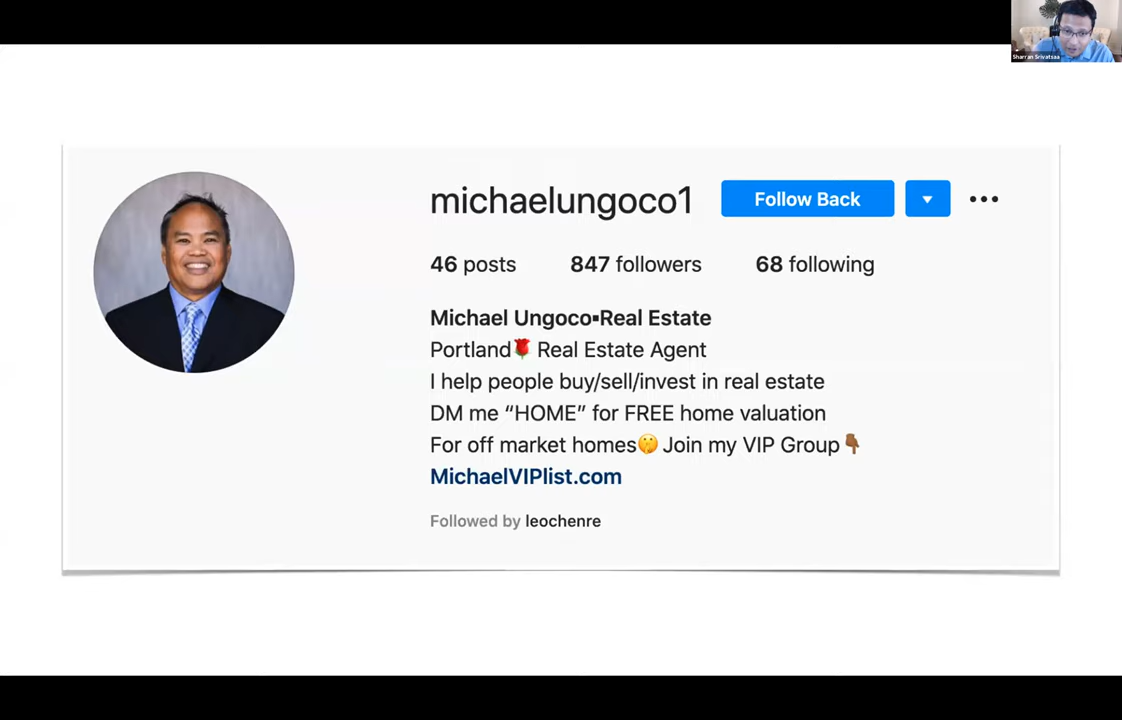 Sharran Srivatsaa
michaelungoco1 Follow Back
46 posts 847 followers 68 following
Michael Ungoco▪Real Estate
Portland🌹 Real Estate Agent
I help people buy/sell/invest in real estate
DM me “HOME” for FREE home valuation
For off market homes🤫 Join my VIP Group👇🏾
MichaelVIPlist.com
Followed by leochenre